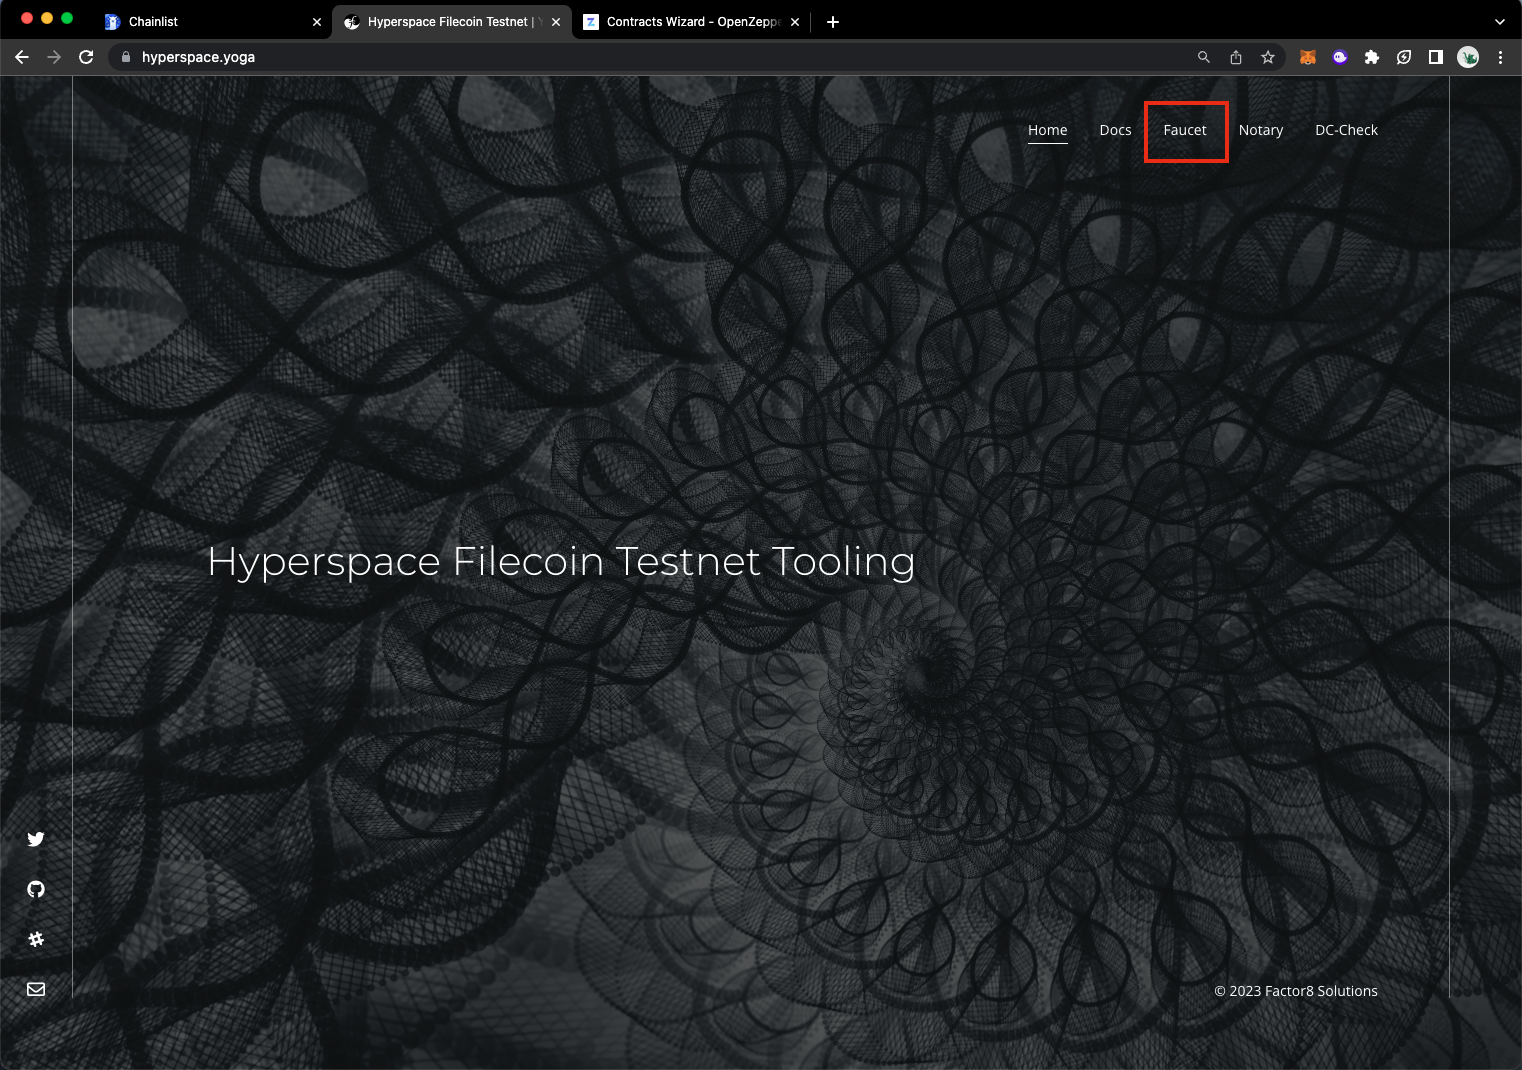 Chainlist
Hyperspace Filecoin Testnet |
Contracts Wizard - OpenZeppe
hyperspace.yoga
Home
Docs
Faucet
Notary
DC-Check
Hyperspace Filecoin Testnet Tooling
© 2023 Factor8 Solutions